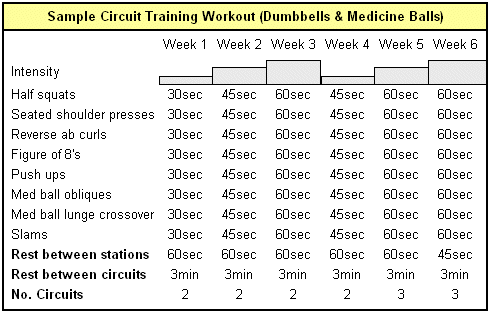 Sample Circuit Training Workout (Dumbbells & Medicine Balls)
Week 1 Week 2 Week 3 Week 4 Week 5 Week 6
Intensity
Half squats 30sec 45sec 60sec 45sec 60sec 60sec
Seated shoulder presses 30sec 45sec 60sec 45sec 60sec 60sec
Reverse ab curls 30sec 45sec 60sec 45sec 60sec 60sec
Figure of 8's 30sec 45sec 60sec 45sec 60sec 60sec
Push ups 30sec 45sec 60sec 45sec 60sec 60sec
Med ball obliques 30sec 45sec 60sec 45sec 60sec 60sec
Med ball lunge crossover 30sec 45sec 60sec 45sec 60sec 60sec
Slams 30sec 45sec 60sec 45sec 60sec 60sec
Rest between stations 60sec 60sec 60sec 60sec 60sec 45sec
Rest between circuits 3min 3min 3min 3min 3min 3min
No. Circuits 2 2 2 2 3 3